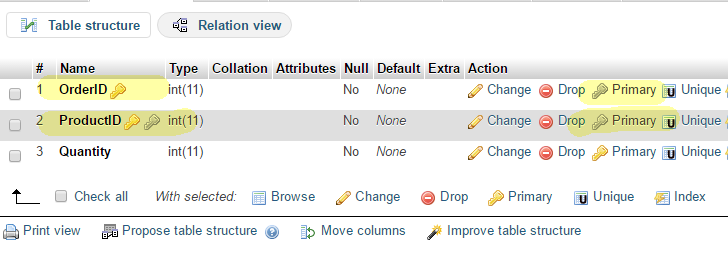 Table structure Relation view
# Name Type Collation Attributes Null Default Extra Action
1 OrderID int(11) No None Change Drop Primary Unique
2 ProductID int(11) No None Change Drop Primary Unique
3 Quantity int(11) No None Change Drop Primary Unique
Check all With selected: Browse Change Drop Primary Unique Index
Print view Propose table structure Move columns Improve table structure